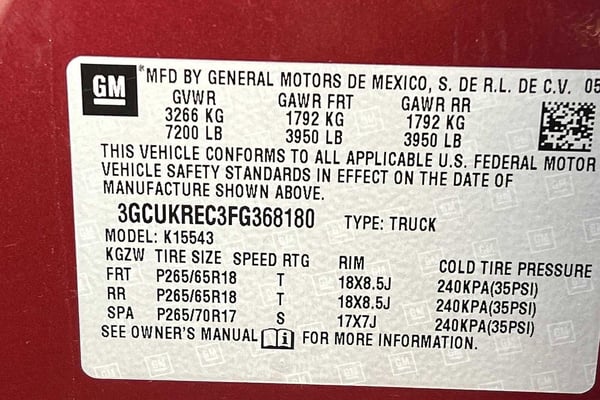 GM
*MFD BY GENERAL MOTORS DE MEXICO, S. DE R.L. DE C.V. 05
GVWR GAWR FRT GAWR RR
3266 KG 1792 KG 1792 KG
7200 LB 3950 LB 3950 LB
THIS VEHICLE CONFORMS TO ALL APPLICABLE U.S. FEDERAL MOTOR
VEHICLE SAFETY STANDARDS IN EFFECT ON THE DATE OF
MANUFACTURE SHOWN ABOVE.
3GCUKREC3FG368180 TYPE: TRUCK
MODEL: K15543
KGZW TIRE SIZE SPEED RTG RIM COLD TIRE PRESSURE
FRT P265/65R18 T 18X8.5J 240KPA(35PSI)
RR P265/65R18 T 18X8.5J 240KPA(35PSI)
SPA P265/70R17 S 17X7J 240KPA(35PSI)
SEE OWNER'S MANUAL i FOR MORE INFORMATION.